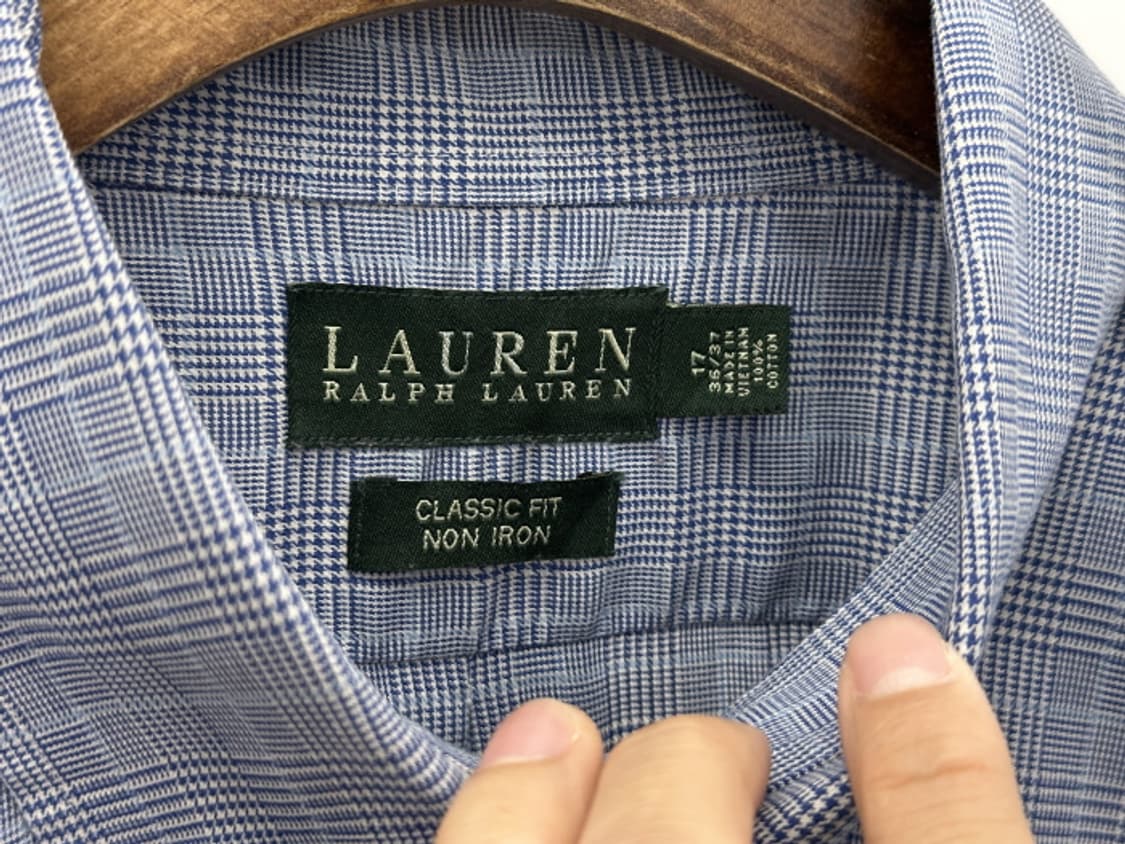 LAUREN
RALPH LAUREN
17
36/37
MADE IN
VIETNAM
100%
COTTON
CLASSIC FIT
NON IRON